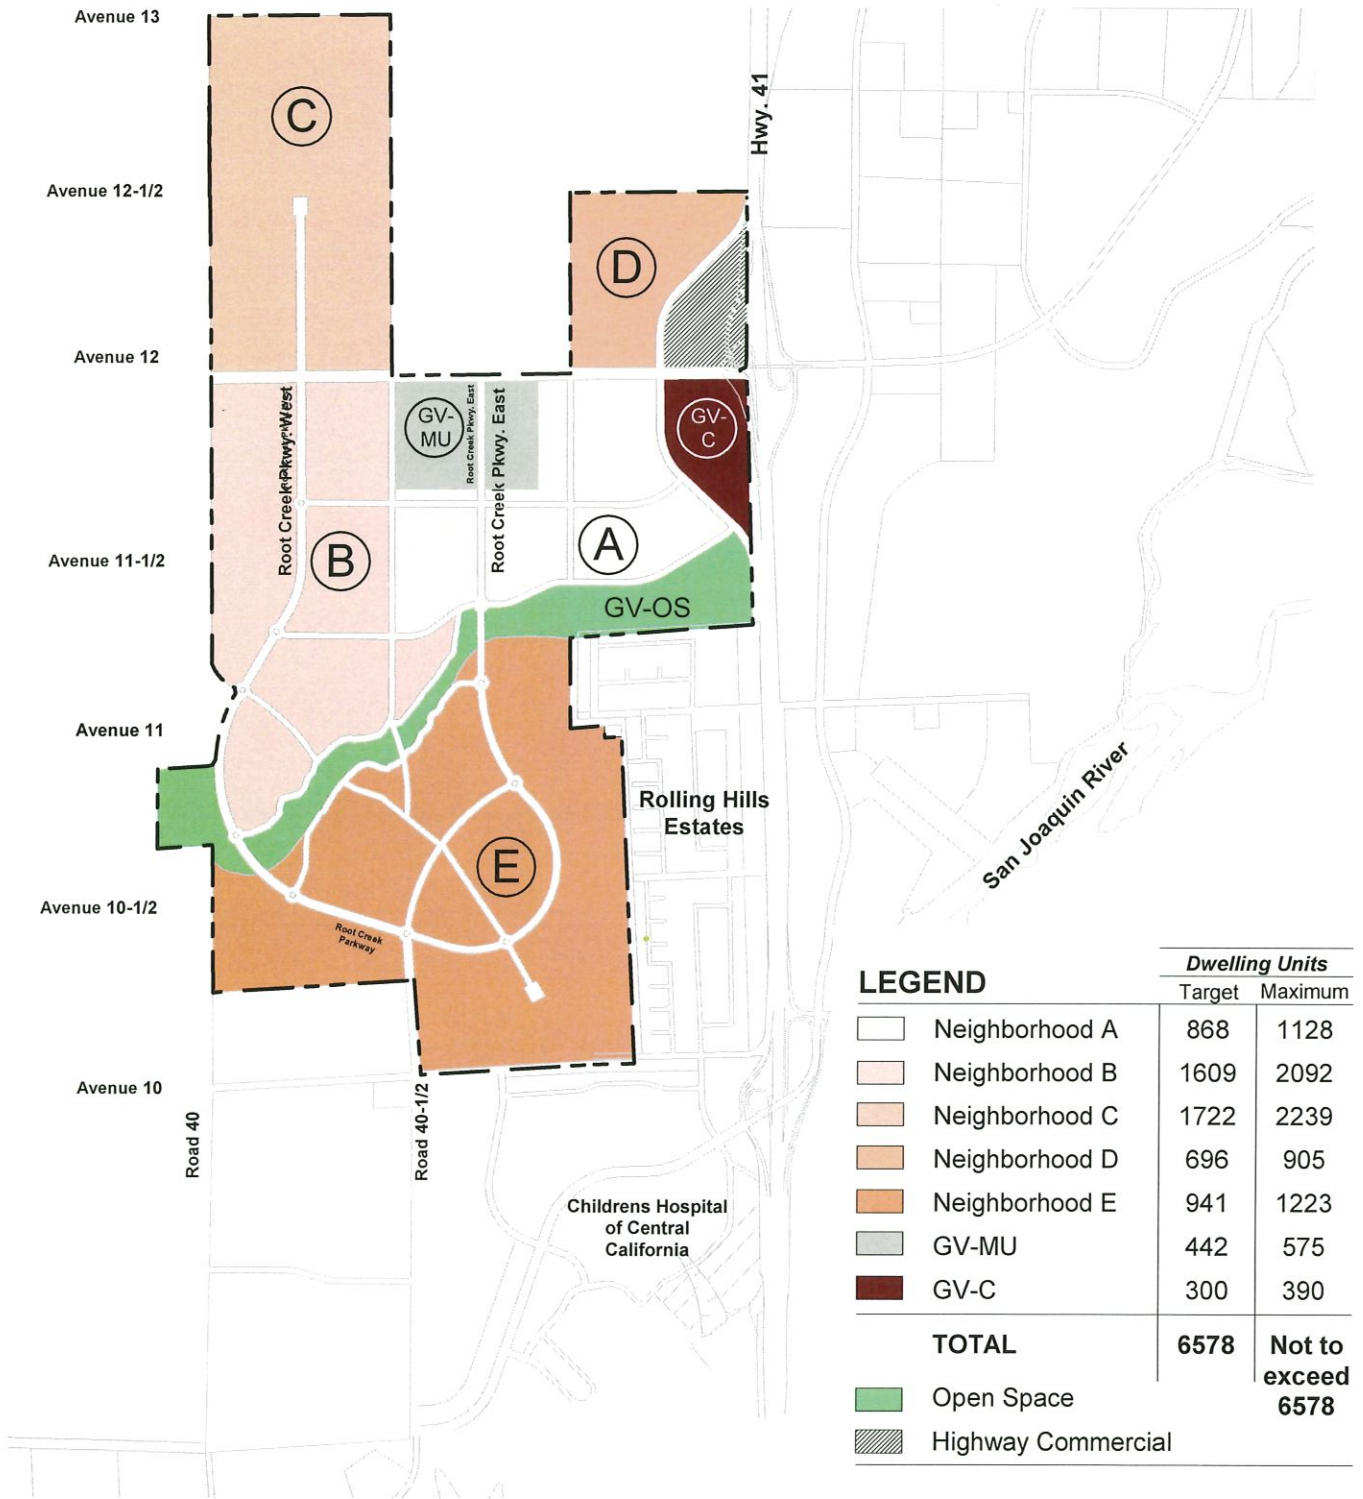 Avenue 13
C
Hwy. 41
Avenue 12-1/2
D
Avenue 12
Root Creek Pkwy. West
GV-
MU
Root Creek Pkwy. East
Root Creek Pkwy. East
GV-
C
B
A
Avenue 11-1/2
GV-OS
Avenue 11
Rolling Hills
Estates
San Joaquin River
E
Avenue 10-1/2
Root Creek
Parkway
Avenue 10
Road 40
Road 40-1/2
Childrens Hospital
of Central
California
LEGEND
Dwelling Units
Target Maximum
Neighborhood A 868 1128
Neighborhood B 1609 2092
Neighborhood C 1722 2239
Neighborhood D 696 905
Neighborhood E 941 1223
GV-MU 442 575
GV-C 300 390
TOTAL 6578 Not to
exceed
6578
Open Space
Highway Commercial